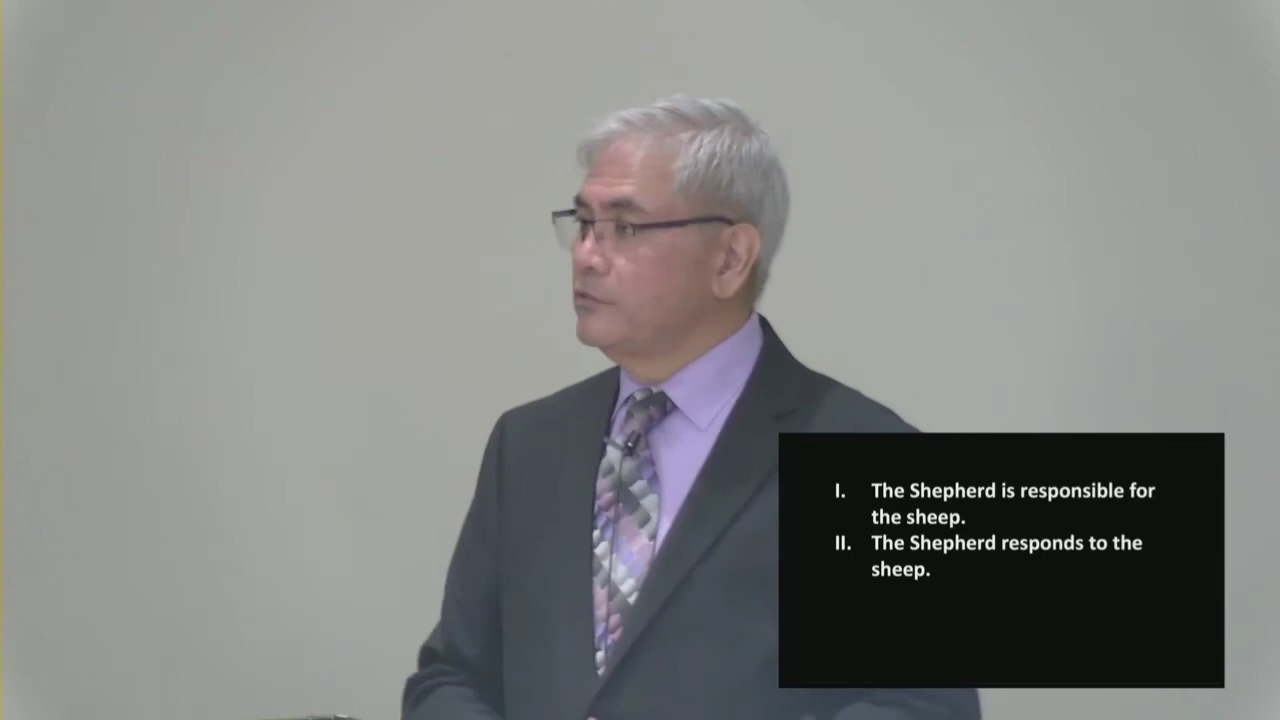 I. The Shepherd is responsible for
the sheep.
II. The Shepherd responds to the
sheep.